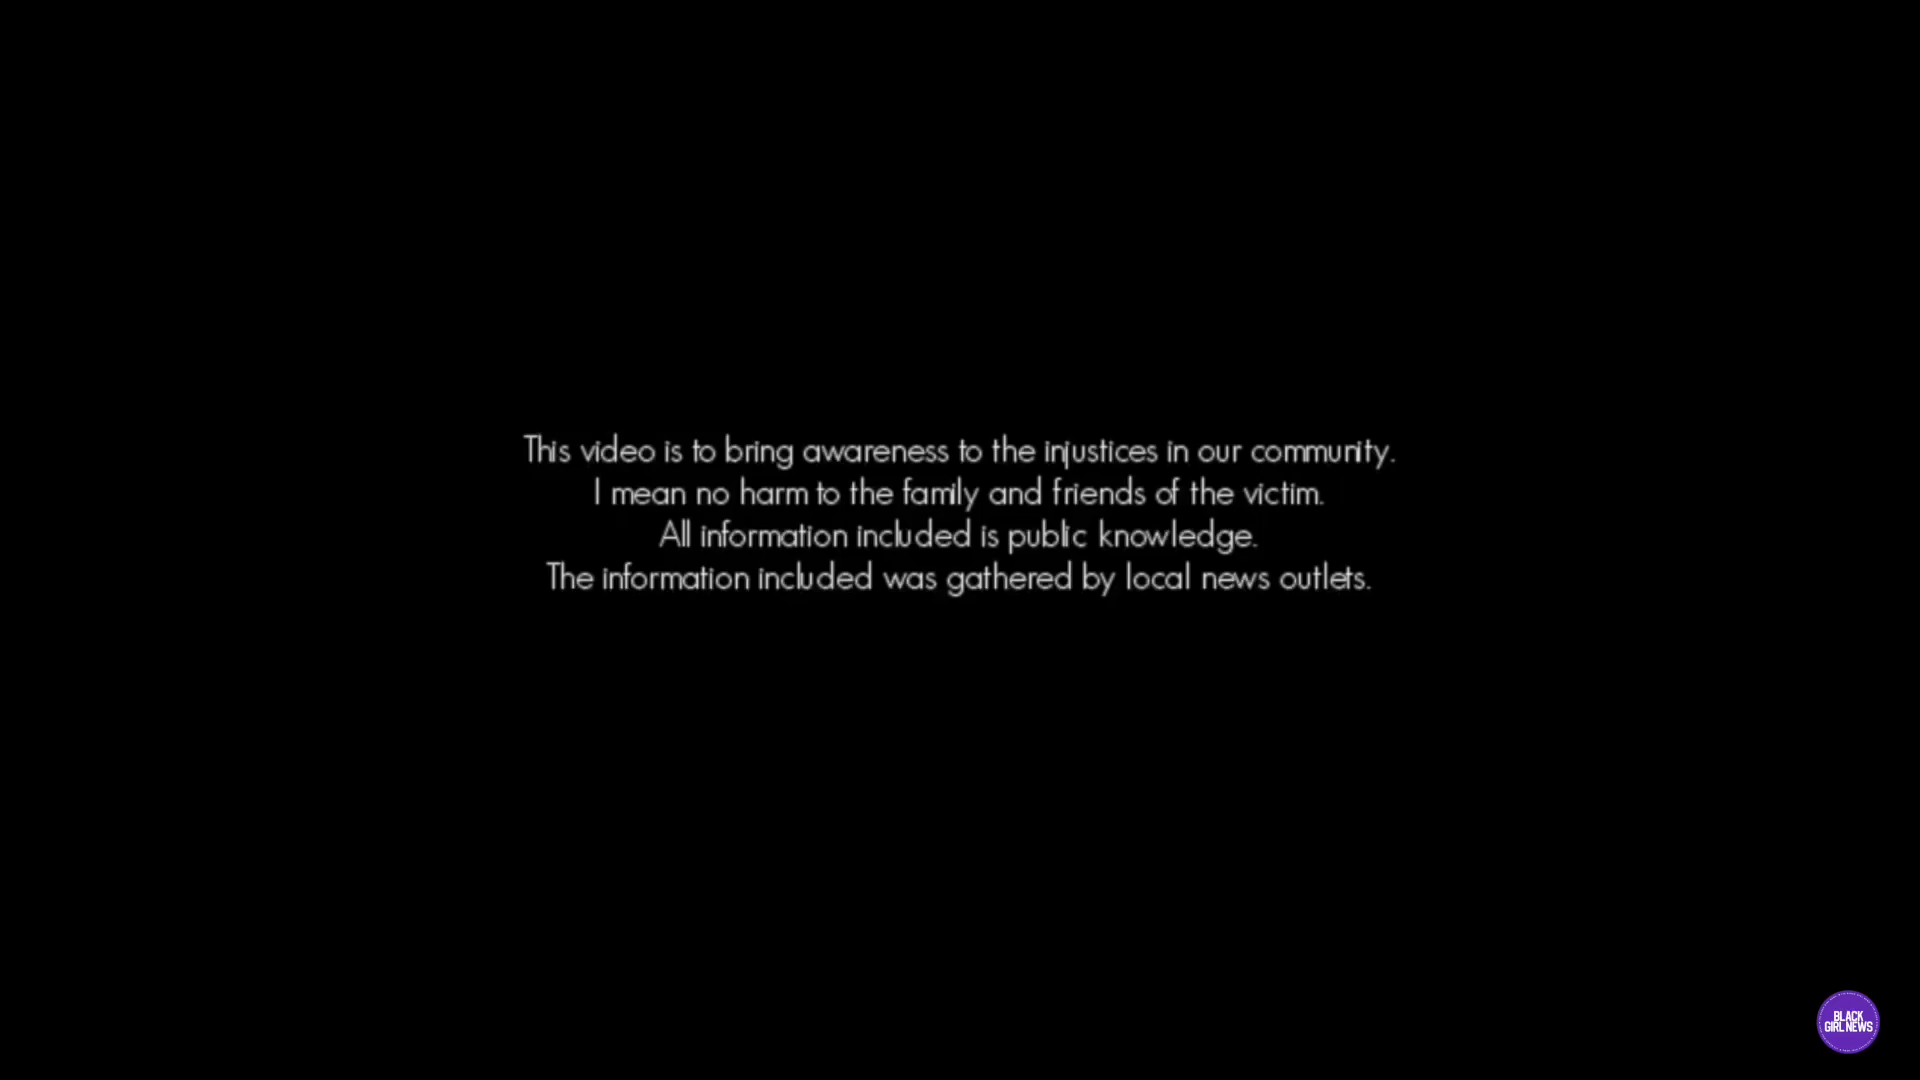 This video is to bring awareness to the injustices in our community.
I mean no harm to the family and friends of the victim.
All information included is public knowledge.
The information included was gathered by local news outlets.
BLACK
GIRL NEWS